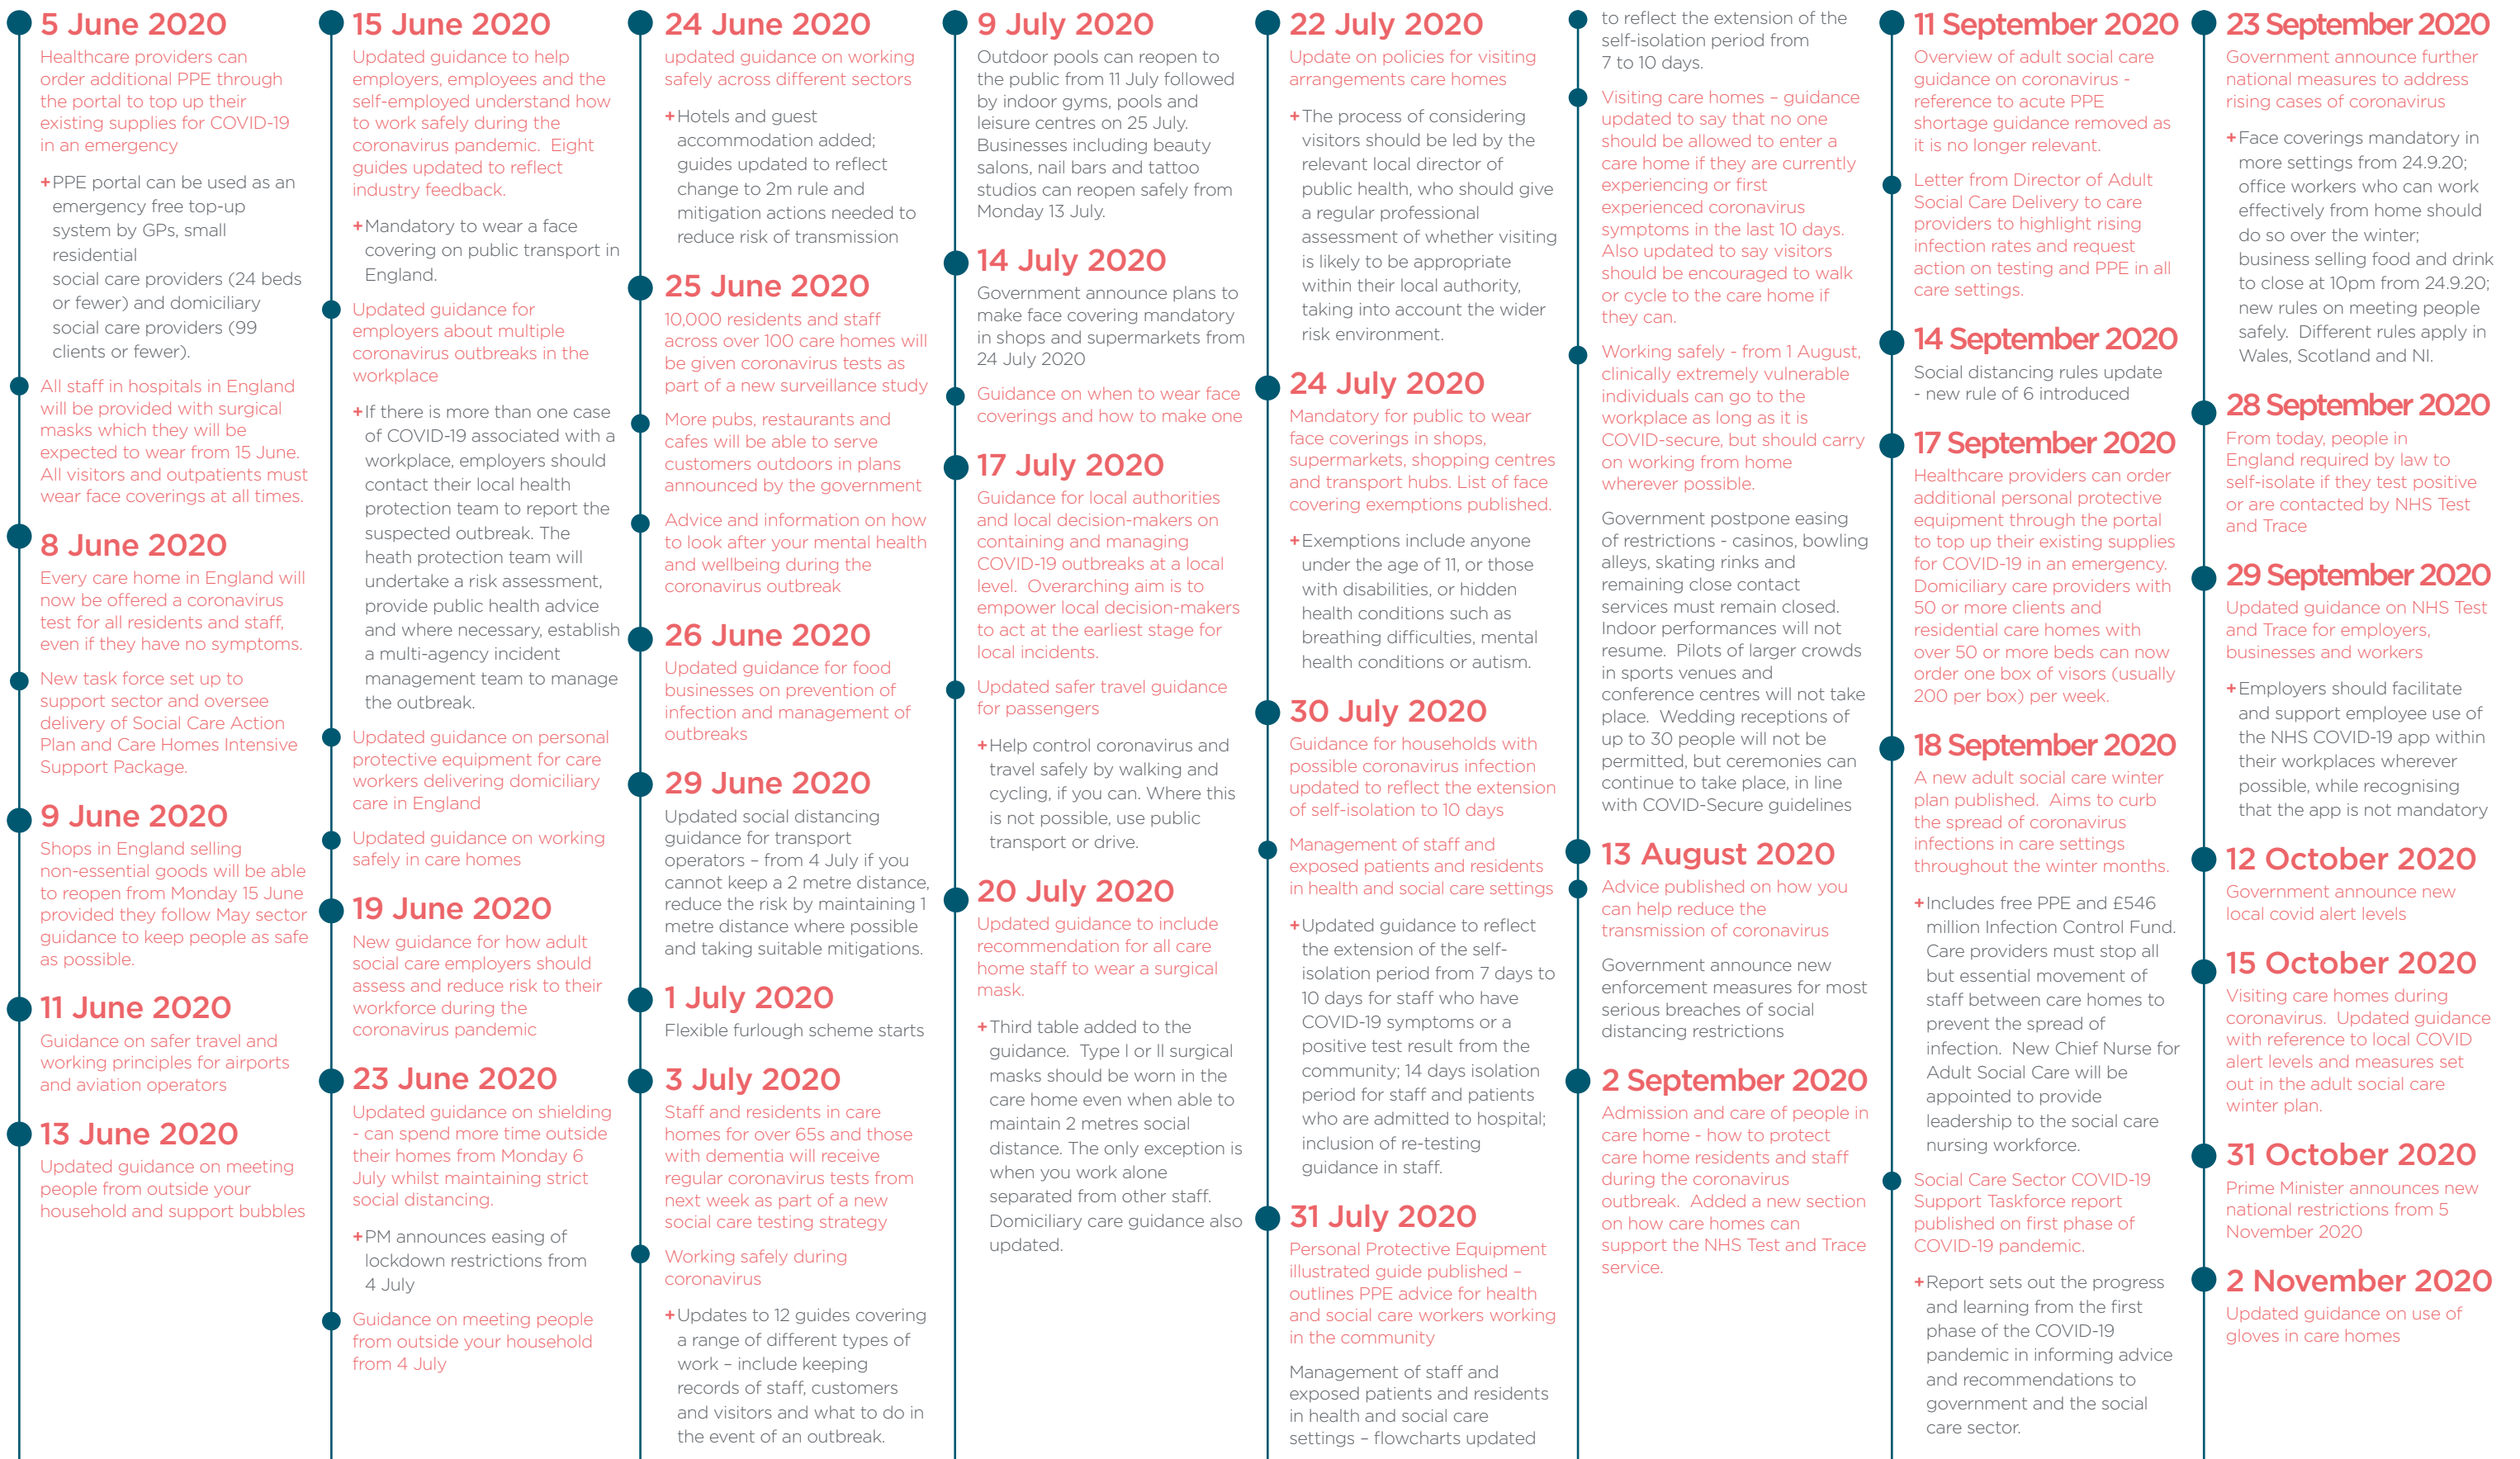 5 June 2020
Healthcare providers can
order additional PPE through
the portal to top up their
existing supplies for COVID-19
in an emergency
+PPE portal can be used as an
emergency free top-up
system by GPs, small
residential
social care providers (24 beds
or fewer) and domiciliary
social care providers (99
clients or fewer).
All staff in hospitals in England
will be provided with surgical
masks which they will be
expected to wear from 15 June.
All visitors and outpatients must
wear face coverings at all times.
8 June 2020
Every care home in England will
now be offered a coronavirus
test for all residents and staff,
even if they have no symptoms.
New task force set up to
support sector and oversee
delivery of Social Care Action
Plan and Care Homes Intensive
Support Package.
9 June 2020
Shops in England selling
non-essential goods will be able
to reopen from Monday 15 June
provided they follow May sector
guidance to keep people as safe
as possible.
11 June 2020
Guidance on safer travel and
working principles for airports
and aviation operators
13 June 2020
Updated guidance on meeting
people from outside your
household and support bubbles
15 June 2020
Updated guidance to help
employers, employees and the
self-employed understand how
to work safely during the
coronavirus pandemic. Eight
guides updated to reflect
industry feedback.
+Mandatory to wear a face
covering on public transport in
England.
Updated guidance for
employers about multiple
coronavirus outbreaks in the
workplace
+If there is more than one case
of COVID-19 associated with a
workplace, employers should
contact their local health
protection team to report the
suspected outbreak. The
heath protection team will
undertake a risk assessment,
provide public health advice
and where necessary, establish
a multi-agency incident
management team to manage
the outbreak.
Updated guidance on personal
protective equipment for care
workers delivering domiciliary
care in England
Updated guidance on working
safely in care homes
19 June 2020
New guidance for how adult
social care employers should
assess and reduce risk to their
workforce during the
coronavirus pandemic
23 June 2020
Updated guidance on shielding
- can spend more time outside
their homes from Monday 6
July whilst maintaining strict
social distancing.
+PM announces easing of
lockdown restrictions from
4 July
Guidance on meeting people
from outside your household
from 4 July
24 June 2020
updated guidance on working
safely across different sectors
+Hotels and guest
accommodation added;
guides updated to reflect
change to 2m rule and
mitigation actions needed to
reduce risk of transmission
25 June 2020
10,000 residents and staff
across over 100 care homes will
be given coronavirus tests as
part of a new surveillance study
More pubs, restaurants and
cafes will be able to serve
customers outdoors in plans
announced by the government
Advice and information on how
to look after your mental health
and wellbeing during the
coronavirus outbreak
26 June 2020
Updated guidance for food
businesses on prevention of
infection and management of
outbreaks
29 June 2020
Updated social distancing
guidance for transport
operators – from 4 July if you
cannot keep a 2 metre distance,
reduce the risk by maintaining 1
metre distance where possible
and taking suitable mitigations.
1 July 2020
Flexible furlough scheme starts
3 July 2020
Staff and residents in care
homes for over 65s and those
with dementia will receive
regular coronavirus tests from
next week as part of a new
social care testing strategy
Working safely during
coronavirus
+Updates to 12 guides covering
a range of different types of
work – include keeping
records of staff, customers
and visitors and what to do in
the event of an outbreak.
9 July 2020
Outdoor pools can reopen to
the public from 11 July followed
by indoor gyms, pools and
leisure centres on 25 July.
Businesses including beauty
salons, nail bars and tattoo
studios can reopen safely from
Monday 13 July.
14 July 2020
Government announce plans to
make face covering mandatory
in shops and supermarkets from
24 July 2020
Guidance on when to wear face
coverings and how to make one
17 July 2020
Guidance for local authorities
and local decision-makers on
containing and managing
COVID-19 outbreaks at a local
level. Overarching aim is to
empower local decision-makers
to act at the earliest stage for
local incidents.
Updated safer travel guidance
for passengers
+Help control coronavirus and
travel safely by walking and
cycling, if you can. Where this
is not possible, use public
transport or drive.
20 July 2020
Updated guidance to include
recommendation for all care
home staff to wear a surgical
mask.
+Third table added to the
guidance. Type I or II surgical
masks should be worn in the
care home even when able to
maintain 2 metres social
distance. The only exception is
when you work alone
separated from other staff.
Domiciliary care guidance also
updated.
22 July 2020
Update on policies for visiting
arrangements care homes
+The process of considering
visitors should be led by the
relevant local director of
public health, who should give
a regular professional
assessment of whether visiting
is likely to be appropriate
within their local authority,
taking into account the wider
risk environment.
24 July 2020
Mandatory for public to wear
face coverings in shops,
supermarkets, shopping centres
and transport hubs. List of face
covering exemptions published.
+Exemptions include anyone
under the age of 11, or those
with disabilities, or hidden
health conditions such as
breathing difficulties, mental
health conditions or autism.
30 July 2020
Guidance for households with
possible coronavirus infection
updated to reflect the extension
of self-isolation to 10 days
Management of staff and
exposed patients and residents
in health and social care settings
+Updated guidance to reflect
the extension of the self-
isolation period from 7 days to
10 days for staff who have
COVID-19 symptoms or a
positive test result from the
community; 14 days isolation
period for staff and patients
who are admitted to hospital;
inclusion of re-testing
guidance in staff.
31 July 2020
Personal Protective Equipment
illustrated guide published –
outlines PPE advice for health
and social care workers working
in the community
Management of staff and
exposed patients and residents
in health and social care
settings – flowcharts updated
to reflect the extension of the
self-isolation period from
7 to 10 days.
Visiting care homes – guidance
updated to say that no one
should be allowed to enter a
care home if they are currently
experiencing or first
experienced coronavirus
symptoms in the last 10 days.
Also updated to say visitors
should be encouraged to walk
or cycle to the care home if
they can.
Working safely - from 1 August,
clinically extremely vulnerable
individuals can go to the
workplace as long as it is
COVID-secure, but should carry
on working from home
wherever possible.
Government postpone easing
of restrictions - casinos, bowling
alleys, skating rinks and
remaining close contact
services must remain closed.
Indoor performances will not
resume. Pilots of larger crowds
in sports venues and
conference centres will not take
place. Wedding receptions of
up to 30 people will not be
permitted, but ceremonies can
continue to take place, in line
with COVID-Secure guidelines
13 August 2020
Advice published on how you
can help reduce the
transmission of coronavirus
Government announce new
enforcement measures for most
serious breaches of social
distancing restrictions
2 September 2020
Admission and care of people in
care home - how to protect
care home residents and staff
during the coronavirus
outbreak. Added a new section
on how care homes can
support the NHS Test and Trace
service.
11 September 2020
Overview of adult social care
guidance on coronavirus -
reference to acute PPE
shortage guidance removed as
it is no longer relevant.
Letter from Director of Adult
Social Care Delivery to care
providers to highlight rising
infection rates and request
action on testing and PPE in all
care settings.
14 September 2020
Social distancing rules update
- new rule of 6 introduced
17 September 2020
Healthcare providers can order
additional personal protective
equipment through the portal
to top up their existing supplies
for COVID-19 in an emergency.
Domiciliary care providers with
50 or more clients and
residential care homes with
over 50 or more beds can now
order one box of visors (usually
200 per box) per week.
18 September 2020
A new adult social care winter
plan published. Aims to curb
the spread of coronavirus
infections in care settings
throughout the winter months.
+Includes free PPE and £546
million Infection Control Fund.
Care providers must stop all
but essential movement of
staff between care homes to
prevent the spread of
infection. New Chief Nurse for
Adult Social Care will be
appointed to provide
leadership to the social care
nursing workforce.
Social Care Sector COVID-19
Support Taskforce report
published on first phase of
COVID-19 pandemic.
+Report sets out the progress
and learning from the first
phase of the COVID-19
pandemic in informing advice
and recommendations to
government and the social
care sector.
23 September 2020
Government announce further
national measures to address
rising cases of coronavirus
+Face coverings mandatory in
more settings from 24.9.20;
office workers who can work
effectively from home should
do so over the winter;
business selling food and drink
to close at 10pm from 24.9.20;
new rules on meeting people
safely. Different rules apply in
Wales, Scotland and NI.
28 September 2020
From today, people in
England required by law to
self-isolate if they test positive
or are contacted by NHS Test
and Trace
29 September 2020
Updated guidance on NHS Test
and Trace for employers,
businesses and workers
+Employers should facilitate
and support employee use of
the NHS COVID-19 app within
their workplaces wherever
possible, while recognising
that the app is not mandatory
12 October 2020
Government announce new
local covid alert levels
15 October 2020
Visiting care homes during
coronavirus. Updated guidance
with reference to local COVID
alert levels and measures set
out in the adult social care
winter plan.
31 October 2020
Prime Minister announces new
national restrictions from 5
November 2020
2 November 2020
Updated guidance on use of
gloves in care homes